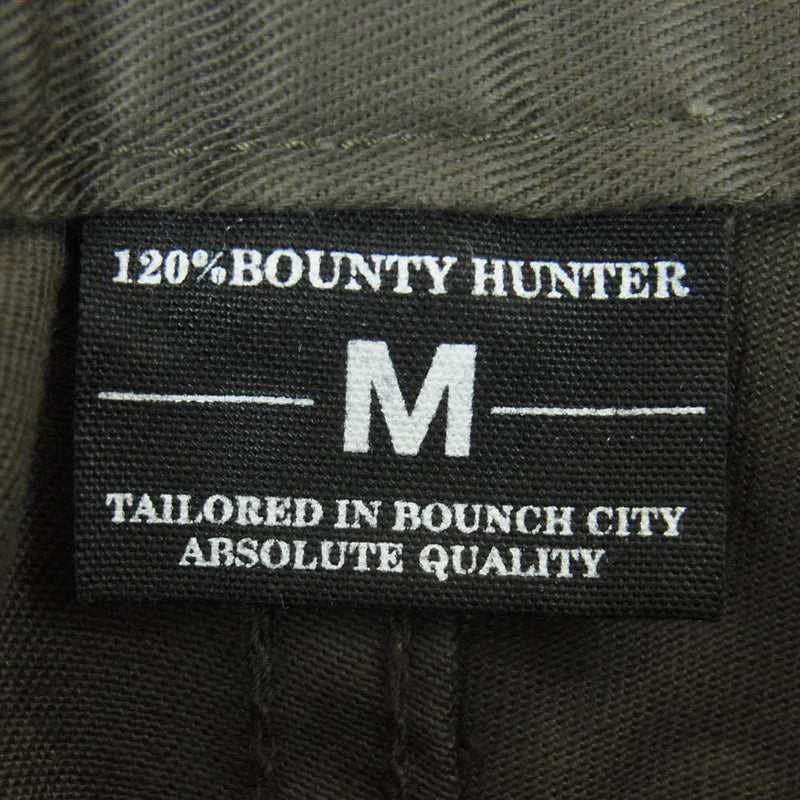 120%BOUNTY HUNTER
M
TAILORED IN BOUNCH CITY
ABSOLUTE QUALITY